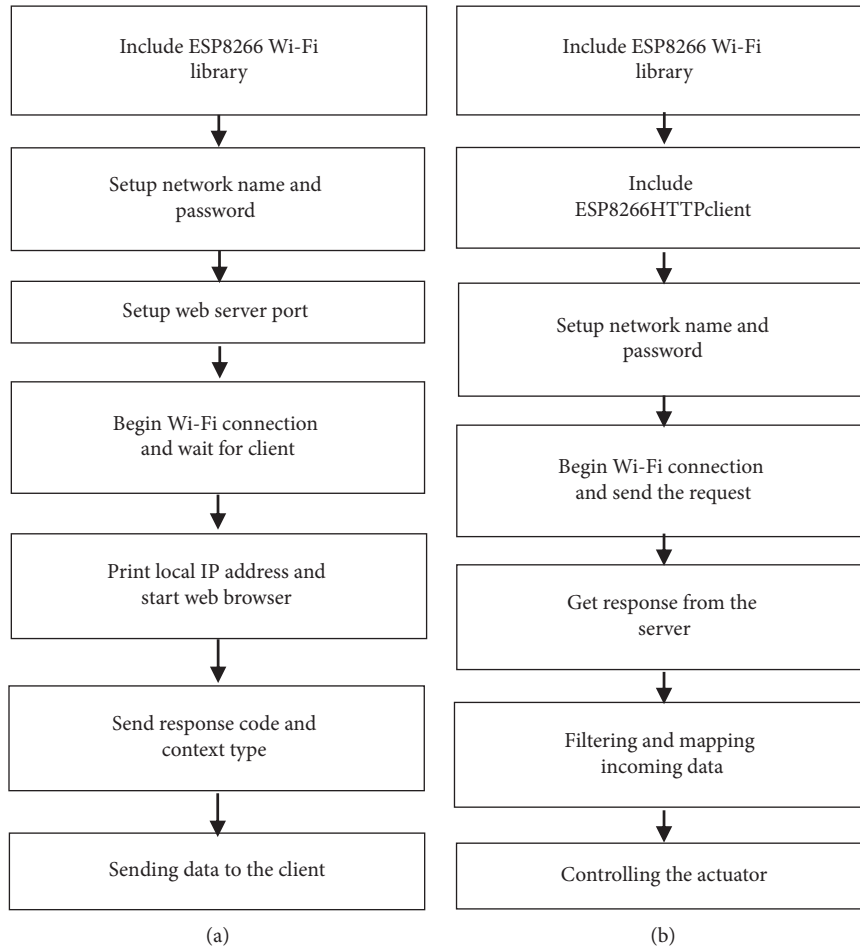 Include ESP8266 Wi-Fi
library
Setup network name and
password
Setup web server port
Begin Wi-Fi connection
and wait for client
Print local IP address and
start web browser
Send response code and
context type
Sending data to the client
(a)
Include ESP8266 Wi-Fi
library
Include
ESP8266HTTPclient
Setup network name and
password
Begin Wi-Fi connection
and send the request
Get response from the
server
Filtering and mapping
incoming data
Controlling the actuator
(b)